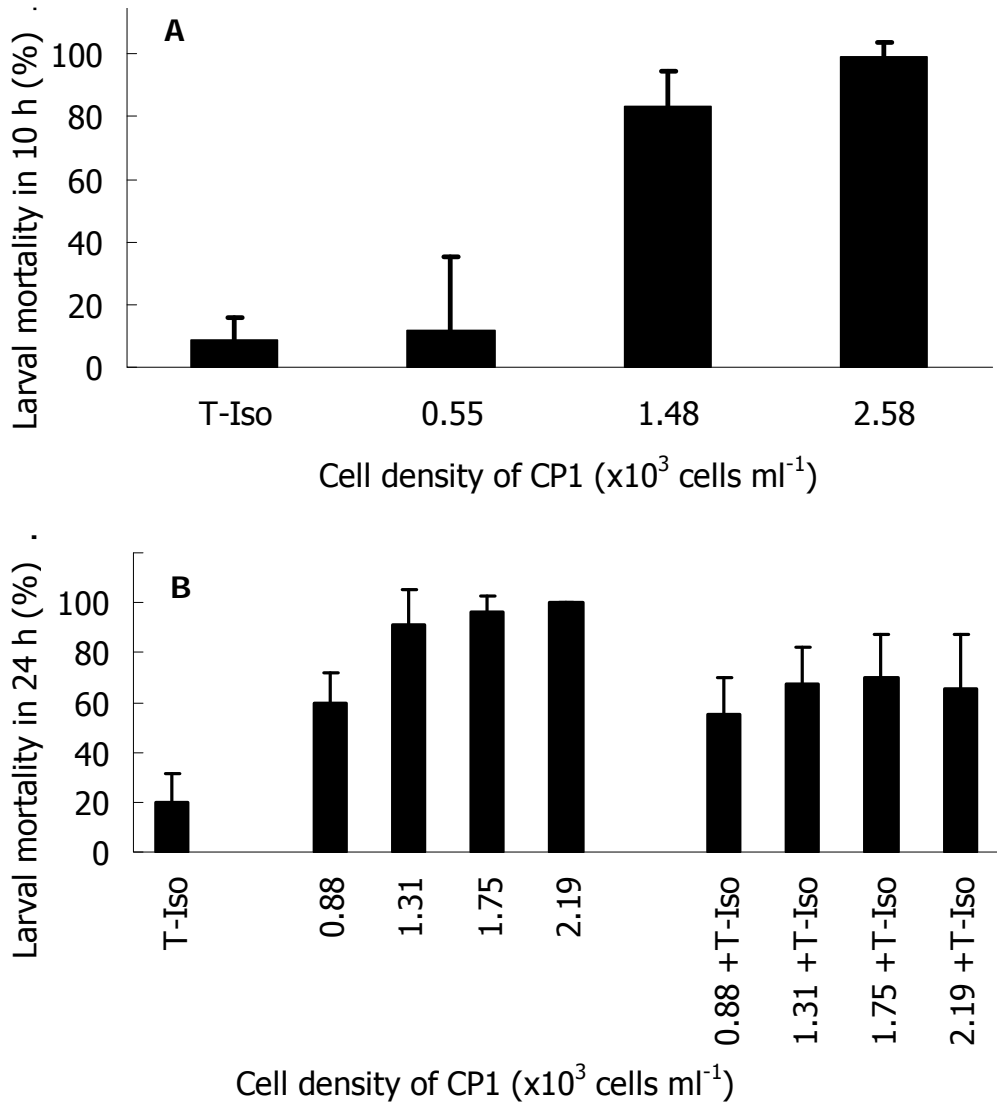 A
Larval mortality in 10 h (%) .
100
80
60
40
20
0
T-Iso 0.55 1.48 2.58
Cell density of CP1 (x10³ cells ml⁻¹)
B
Larval mortality in 24 h (%) .
100
80
60
40
20
0
T-Iso
0.88
1.31
1.75
2.19
0.88 +T-Iso
1.31 +T-Iso
1.75 +T-Iso
2.19 +T-Iso
Cell density of CP1 (x10³ cells ml⁻¹)